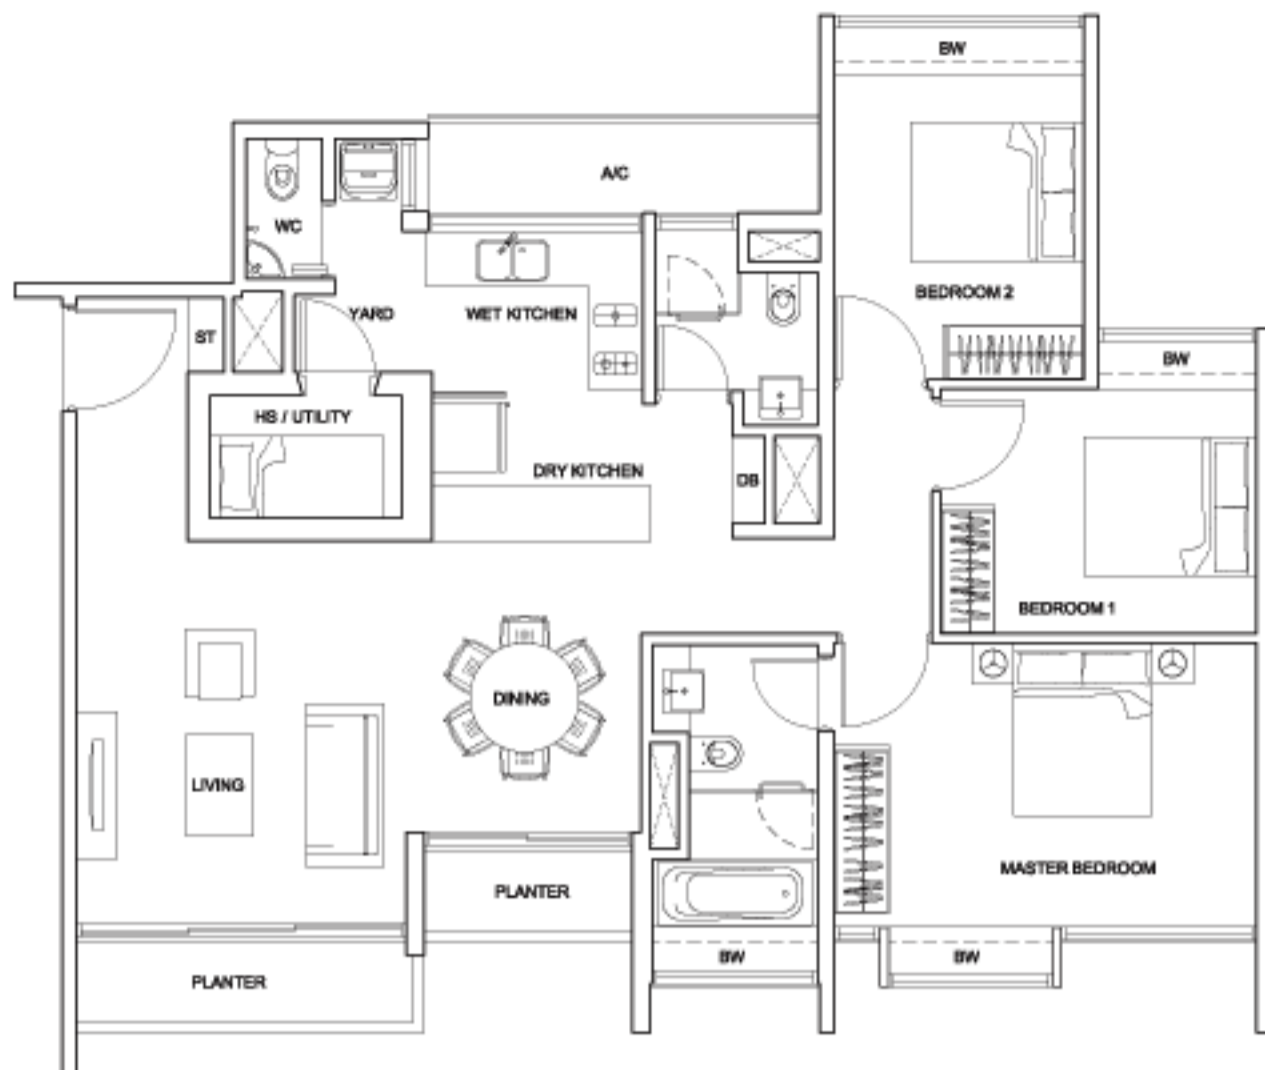 BW
A/C
WC
BEDROOM 2
YARD
WET KITCHEN
ST
BW
HS / UTILITY
DRY KITCHEN
DB
BEDROOM 1
DINING
LIVING
MASTER BEDROOM
PLANTER
BW
BW
PLANTER